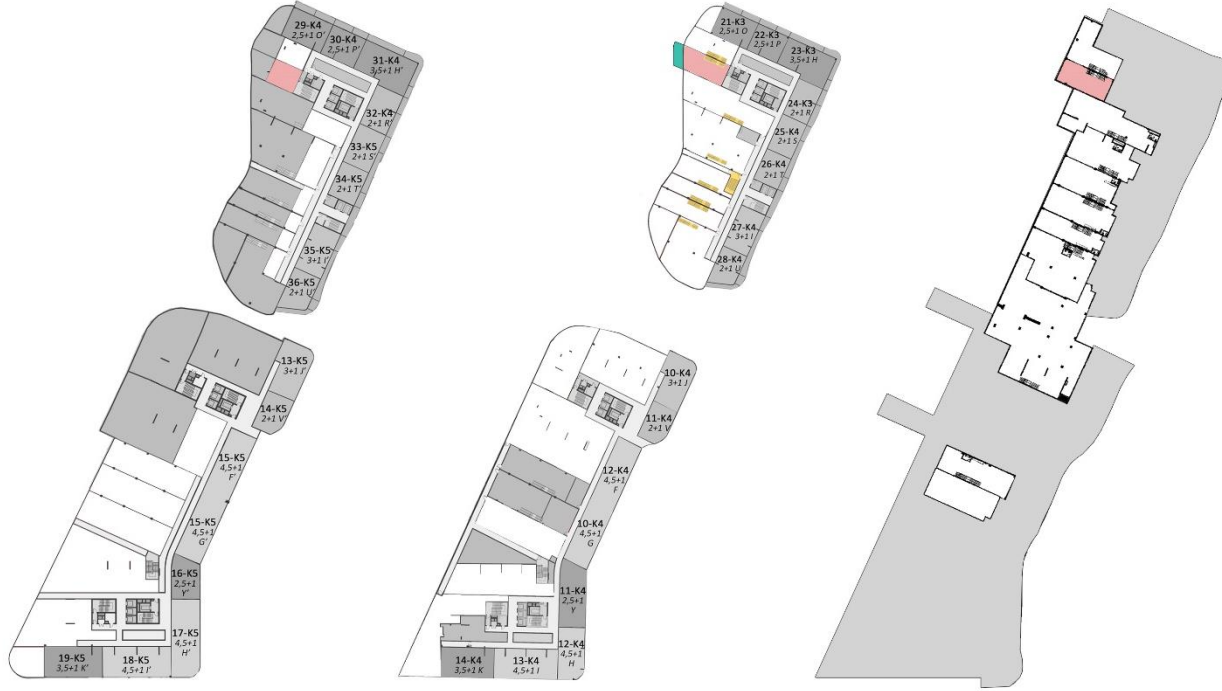 29-K4
2,5+1 O'
30-K4
2,5+1 P'
31-K4
3,5+1 H'
32-K4
2+1 R'
33-K5
2+1 S'
34-K5
2+1 T'
35-K5
3+1 I'
36-K5
2+1 U'
21-K3
2,5+1 O
22-K3
2,5+1 P
23-K3
3,5+1 H
24-K3
2+1 R
25-K4
2+1 S
26-K4
2+1 T
27-K4
3+1 I
28-K4
2+1 U
13-K5
3+1 J'
14-K5
2+1 V'
15-K5
4,5+1
F'
15-K5
4,5+1
G'
16-K5
2,5+1
Y'
17-K5
4,5+1
H'
18-K5
4,5+1 I'
19-K5
3,5+1 K'
10-K4
3+1 J
11-K4
2+1 V
12-K4
4,5+1
F
10-K4
4,5+1
G
11-K4
2,5+1
Y
12-K4
4,5+1
H
13-K4
4,5+1 I
14-K4
3,5+1 K